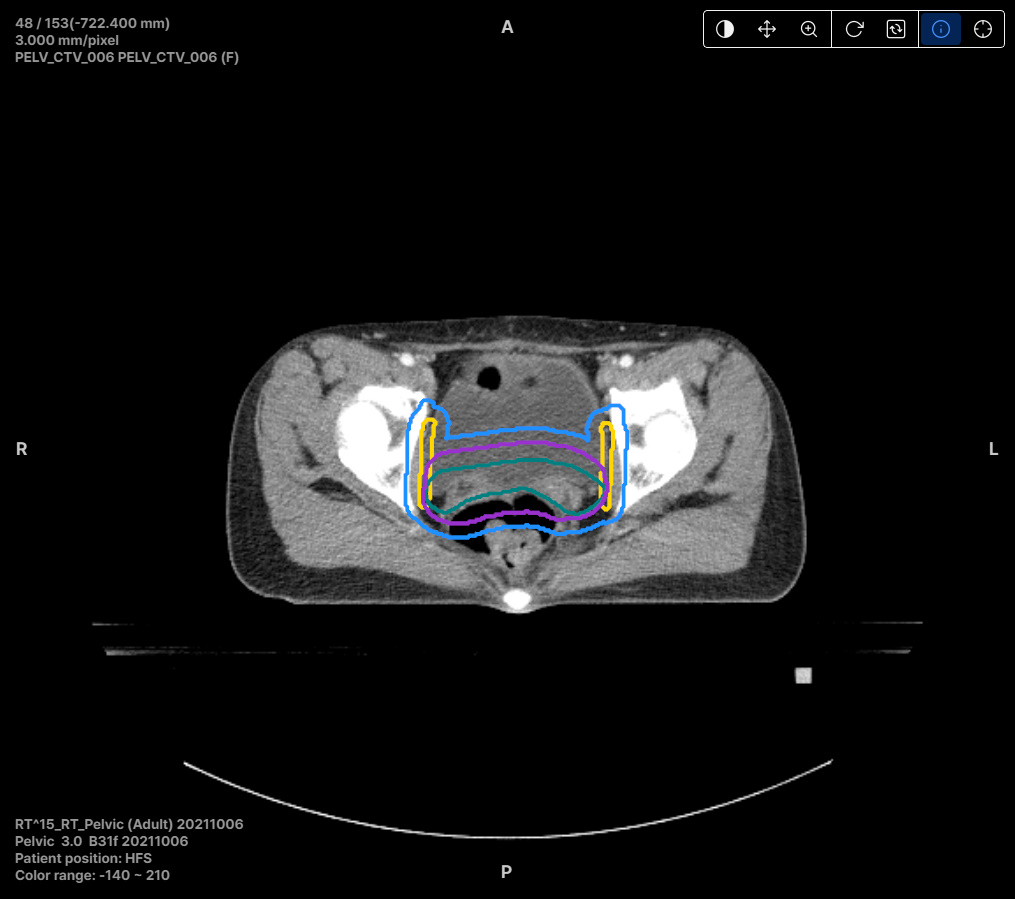 48 / 153(-722.400 mm)
3.000 mm/pixel
PELV_CTV_006 PELV_CTV_006 (F)
A
R
L
RT^15_RT_Pelvic (Adult) 20211006
Pelvic  3.0  B31f 20211006
Patient position: HFS
Color range: -140 ~ 210
P